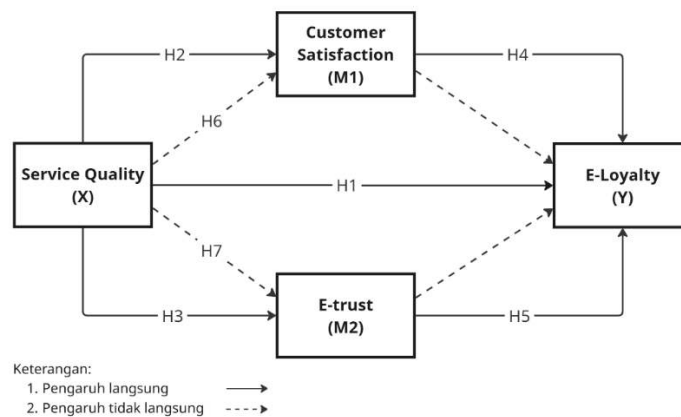 Customer
Satisfaction
(M1)
H2
H4
H6
Service Quality
(X)
H1
E-Loyalty
(Y)
H7
E-trust
(M2)
H3
H5
Keterangan:
1. Pengaruh langsung
2. Pengaruh tidak langsung